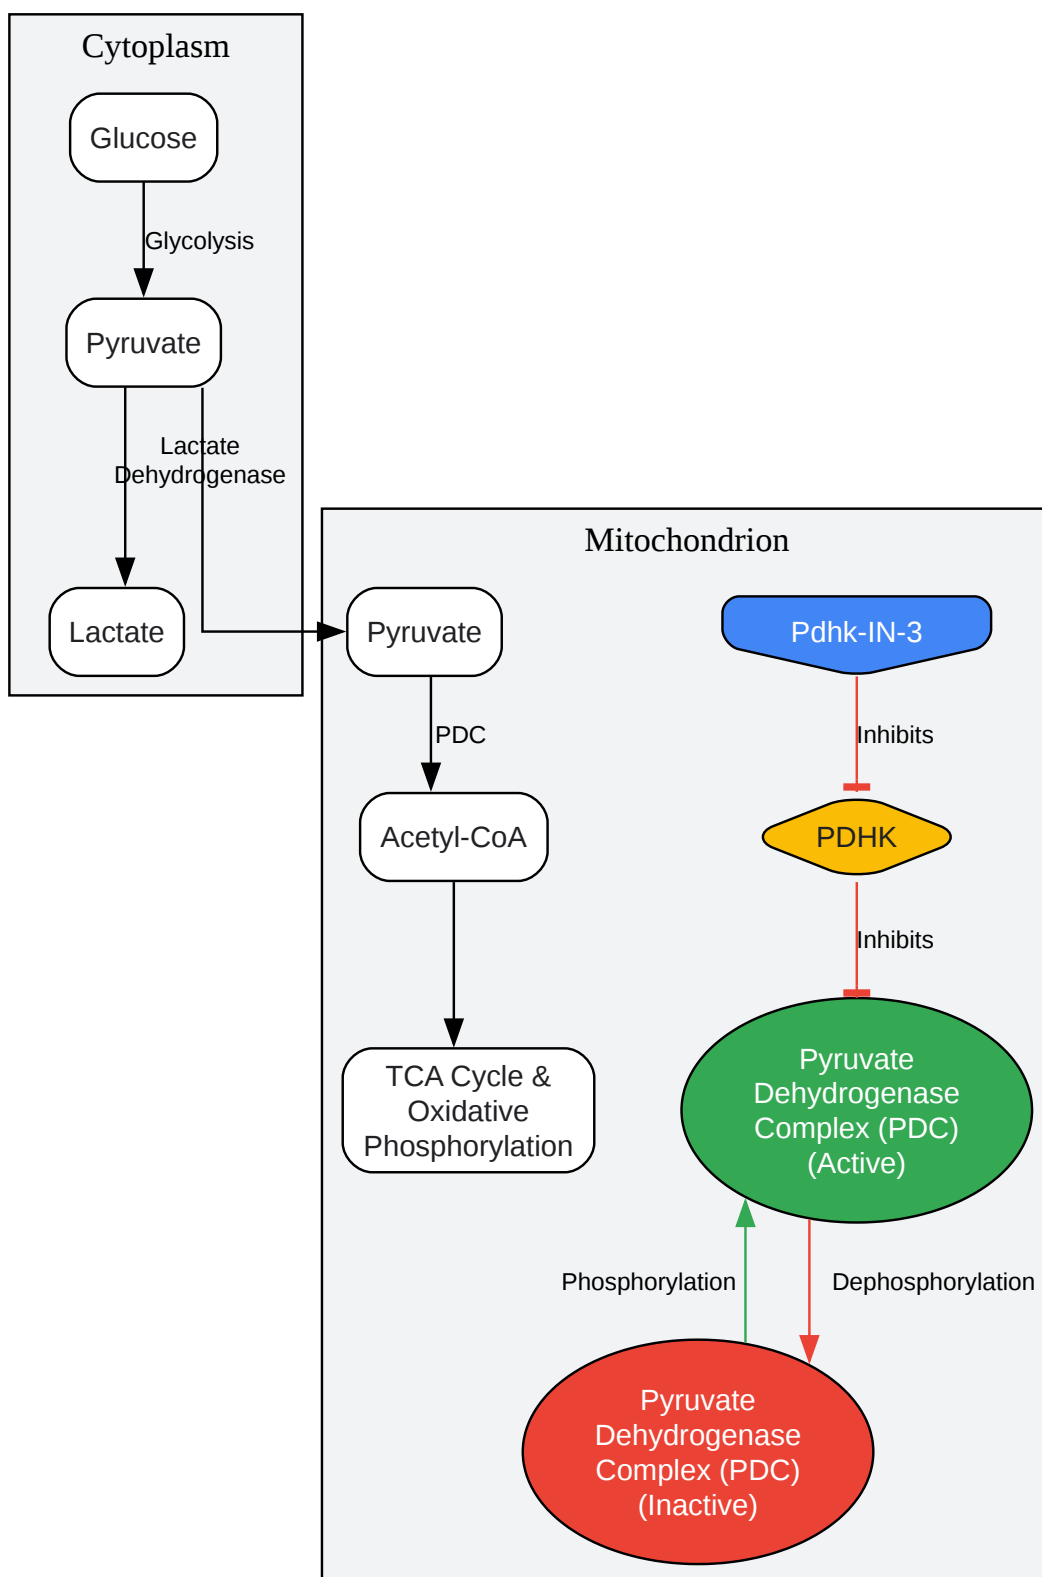 Cytoplasm
Glucose
Glycolysis
Pyruvate
Lactate
Dehydrogenase
Lactate
Mitochondrion
Pyruvate
PDC
Acetyl-CoA
TCA Cycle &
Oxidative
Phosphorylation
Pdhk-IN-3
Inhibits
PDHK
Inhibits
Pyruvate
Dehydrogenase
Complex (PDC)
(Active)
Phosphorylation
Dephosphorylation
Pyruvate
Dehydrogenase
Complex (PDC)
(Inactive)